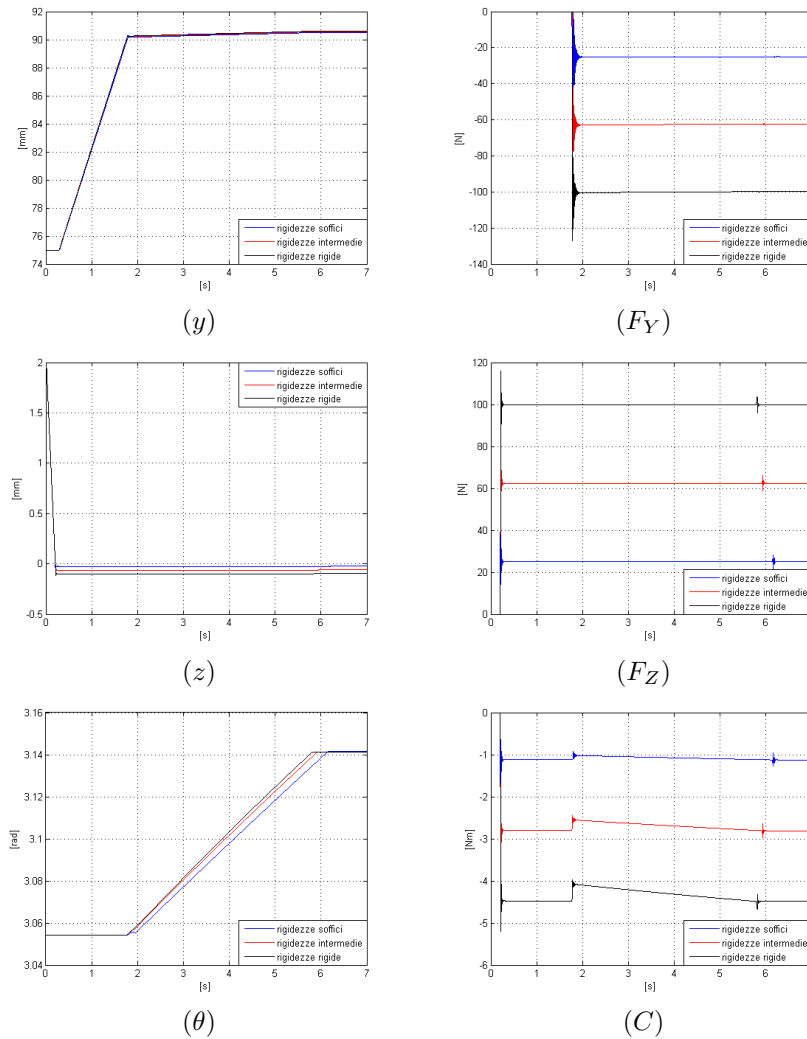 92
90
88
86
84
82
80
78
76
74
[mm]
0 1 2 3 4 5 6 7
[s]
rigidezze soffici
rigidezze intermedie
rigidezze rigide
(y)
0
-20
-40
-60
-80
-100
-120
-140
[N]
0 1 2 3 4 5 6
[s]
rigidezze soffici
rigidezze intermedie
rigidezze rigide
(F_Y)
2
1.5
1
0.5
0
-0.5
[mm]
0 1 2 3 4 5 6 7
[s]
rigidezze soffici
rigidezze intermedie
rigidezze rigide
(z)
120
100
80
60
40
20
0
[N]
0 1 2 3 4 5 6
[s]
rigidezze soffici
rigidezze intermedie
rigidezze rigide
(F_Z)
3.16
3.14
3.12
3.1
3.08
3.06
3.04
[rad]
0 1 2 3 4 5 6 7
[s]
rigidezze soffici
rigidezze intermedie
rigidezze rigide
(θ)
0
-1
-2
-3
-4
-5
-6
[Nm]
0 1 2 3 4 5 6
[s]
rigidezze soffici
rigidezze intermedie
rigidezze rigide
(C)